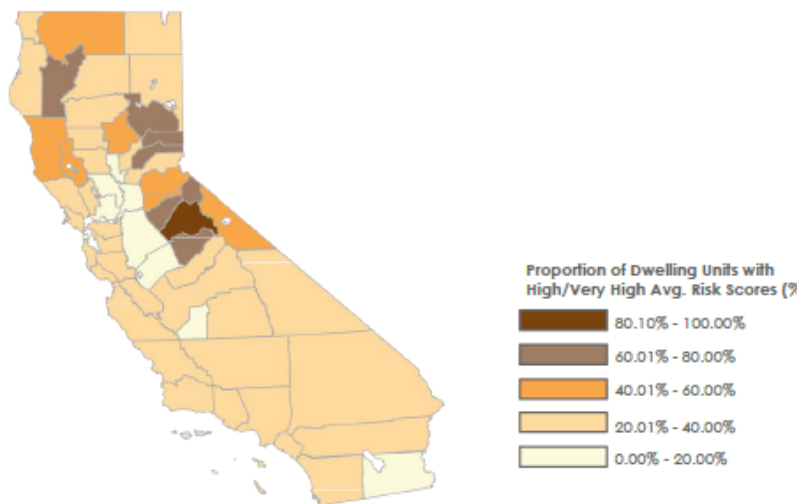 Proportion of Dwelling Units with
High/Very High Avg. Risk Scores (%
80.10% - 100.00%
60.01% - 80.00%
40.01% - 60.00%
20.01% - 40.00%
0.00% - 20.00%